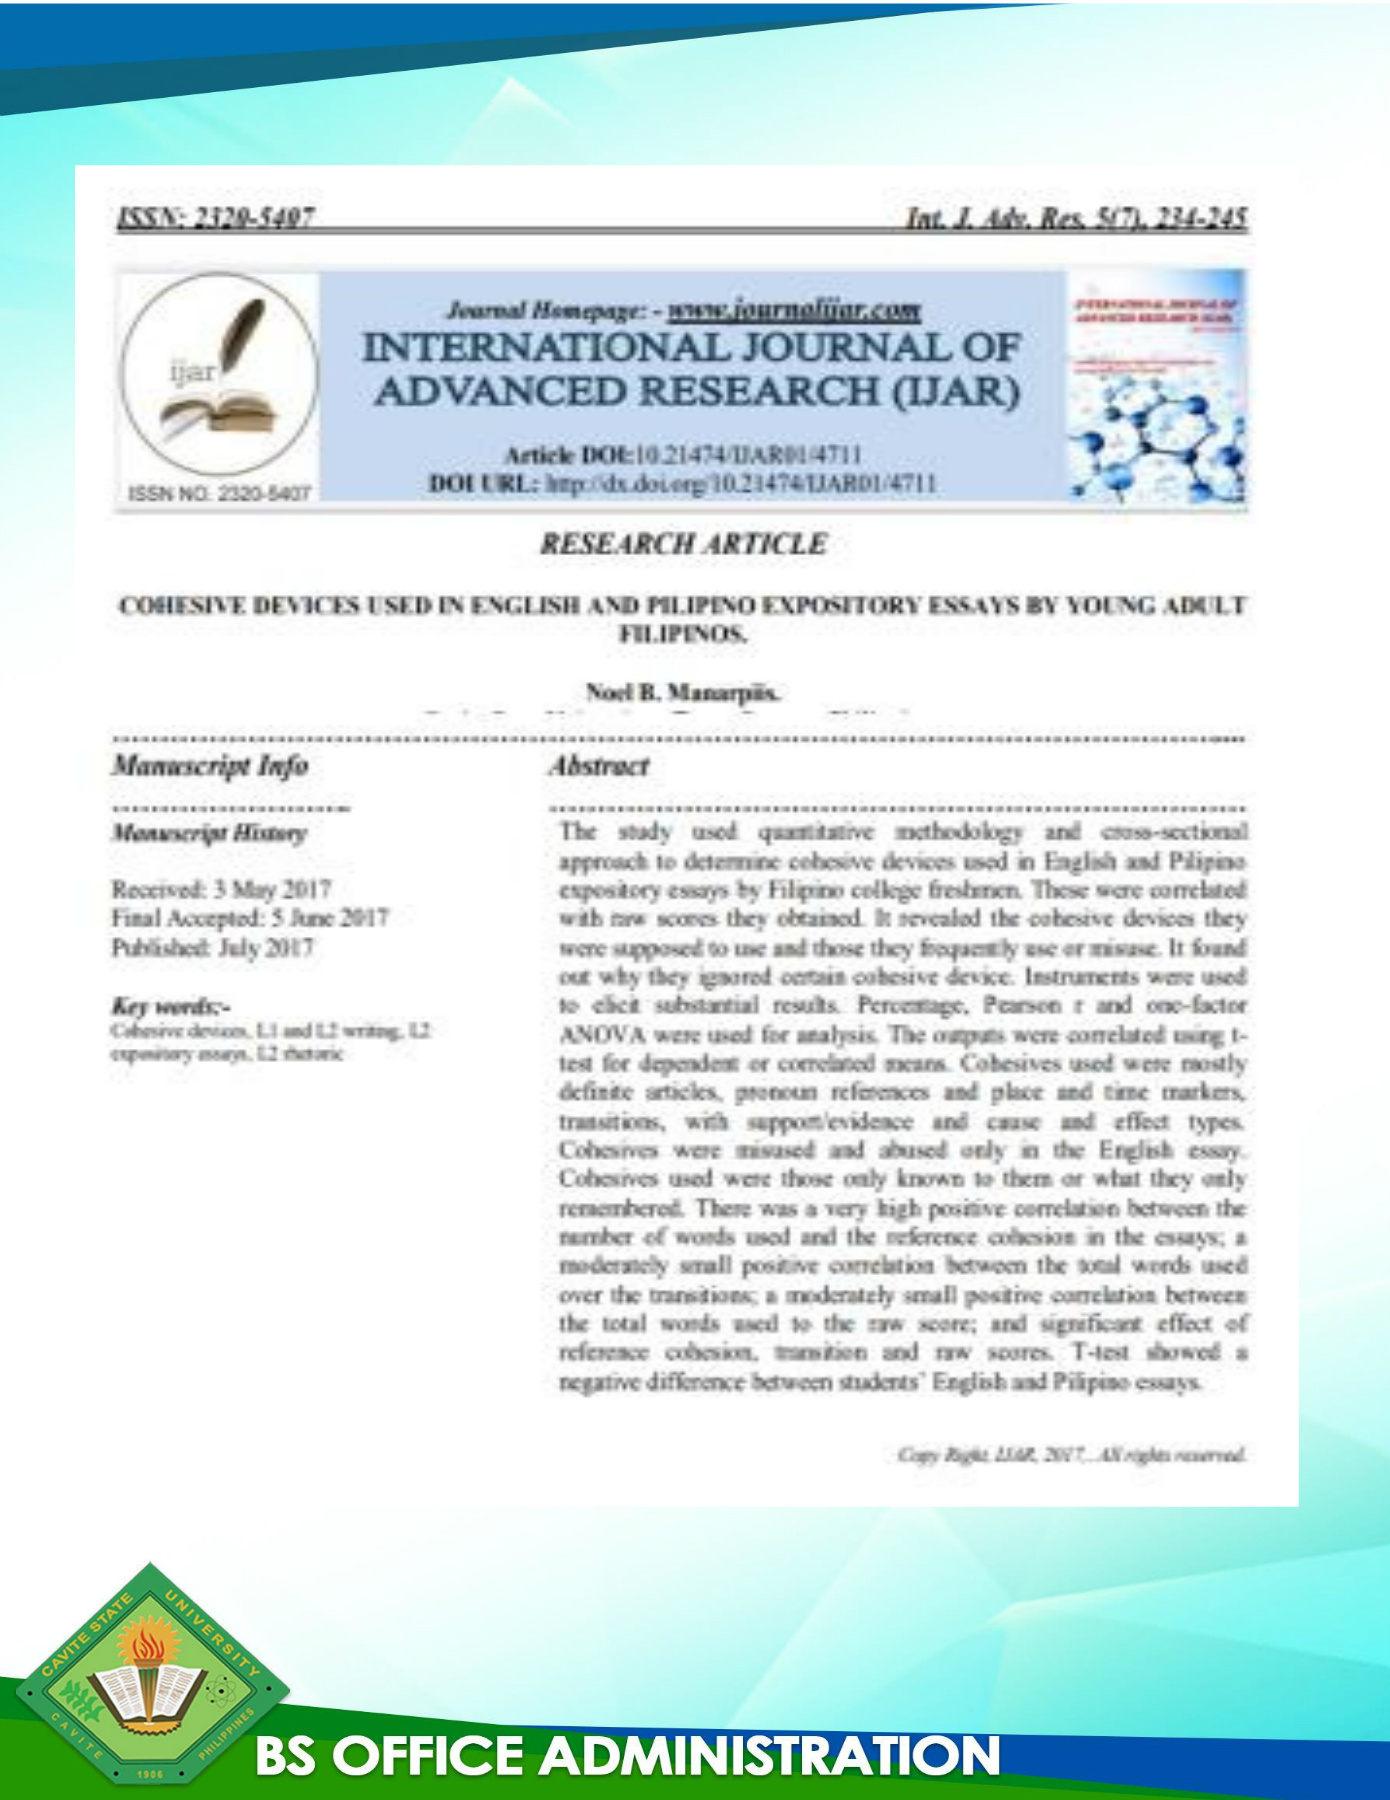 ISSN: 2320-5407
Int. J. Adv. Res. 5(7), 234-245
ijar
ISSN NO. 2320-5407
Journal Homepage: - www.journalijar.com
INTERNATIONAL JOURNAL OF
ADVANCED RESEARCH (IJAR)
Article DOI:10.21474/IJAR01/4711
DOI URL: http://dx.doi.org/10.21474/IJAR01/4711
INTERNATIONAL JOURNAL OF
ADVANCED RESEARCH (IJAR)
RESEARCH ARTICLE
COHESIVE DEVICES USED IN ENGLISH AND PILIPINO EXPOSITORY ESSAYS BY YOUNG ADULT
FILIPINOS.
Noel B. Manarpiis.
Manuscript Info
Manuscript History
Received: 3 May 2017
Final Accepted: 5 June 2017
Published: July 2017
Key words:-
Cohesive devices, L1 and L2 writing, L2
expository essays, L2 rhetoric
Abstract
The study used quantitative methodology and cross-sectional
approach to determine cohesive devices used in English and Pilipino
expository essays by Filipino college freshmen. These were correlated
with raw scores they obtained. It revealed the cohesive devices they
were supposed to use and those they frequently use or misuse. It found
out why they ignored certain cohesive device. Instruments were used
to elicit substantial results. Percentage, Pearson r and one-factor
ANOVA were used for analysis. The outputs were correlated using t-
test for dependent or correlated means. Cohesives used were mostly
definite articles, pronoun references and place and time markers,
transitions, with support/evidence and cause and effect types.
Cohesives were misused and abused only in the English essay.
Cohesives used were those only known to them or what they only
remembered. There was a very high positive correlation between the
number of words used and the reference cohesion in the essays; a
moderately small positive correlation between the total words used
over the transitions; a moderately small positive correlation between
the total words used to the raw score; and significant effect of
reference cohesion, transition and raw scores. T-test showed a
negative difference between students' English and Pilipino essays.
Copy Right, IJAR, 2017,. All rights reserved.
CAVITE STATE UNIVERSITY
CAVITE PHILIPPINES
1906
BS OFFICE ADMINISTRATION